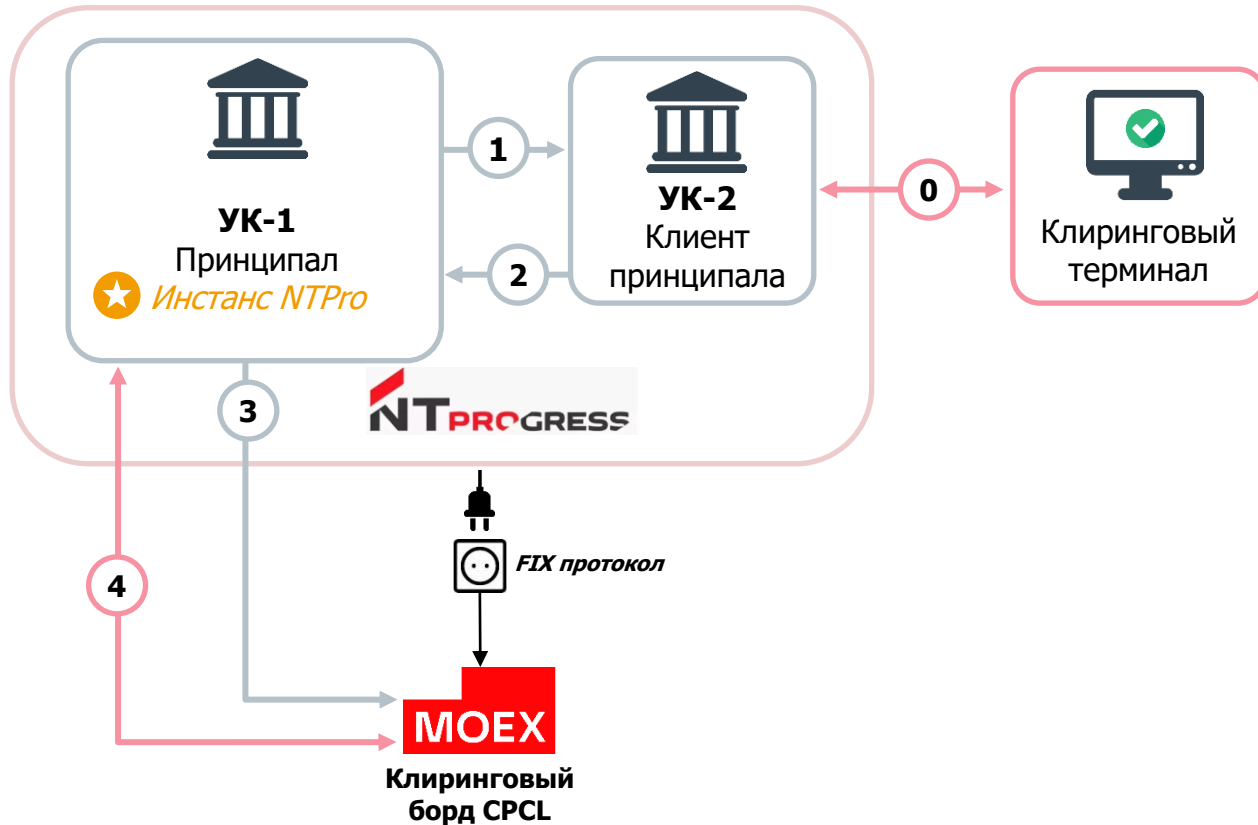 УК-1
Принципал
Инстанс NTPro
1
2
УК-2
Клиент
принципала
0
Клиринговый
терминал
3
NTPROGRESS
4
FIX протокол
MOEX
Клиринговый
борд CPCL